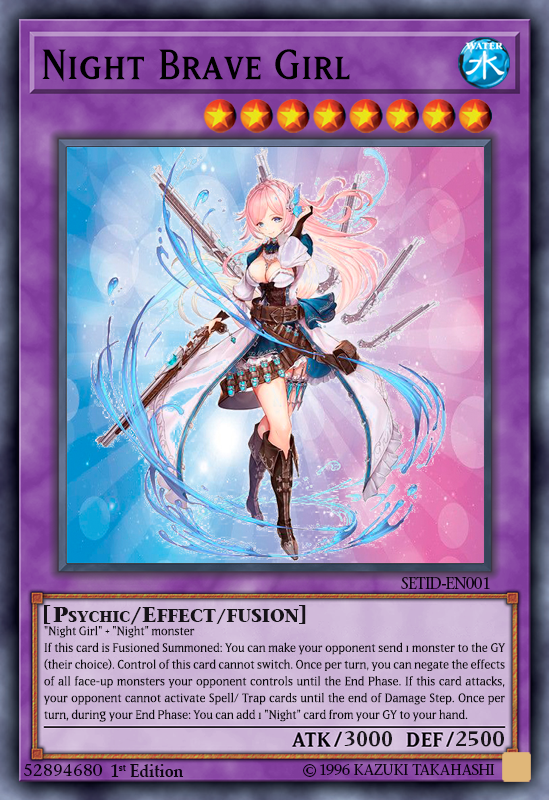 Night Brave Girl
WATER
水
SETID-EN001
[Psychic/Effect/fusion]
"Night Girl" + "Night" monster
If this card is Fusioned Summoned: You can make your opponent send 1 monster to the GY
(their choice). Control of this card cannot switch. Once per turn, you can negate the effects
of all face-up monsters your opponent controls until the End Phase. If this card attacks,
your opponent cannot activate Spell/ Trap cards until the end of Damage Step. Once per
turn, during your End Phase: You can add 1 "Night" card from your GY to your hand.
ATK/3000 DEF/2500
52894680 1st Edition © 1996 KAZUKI TAKAHASHI